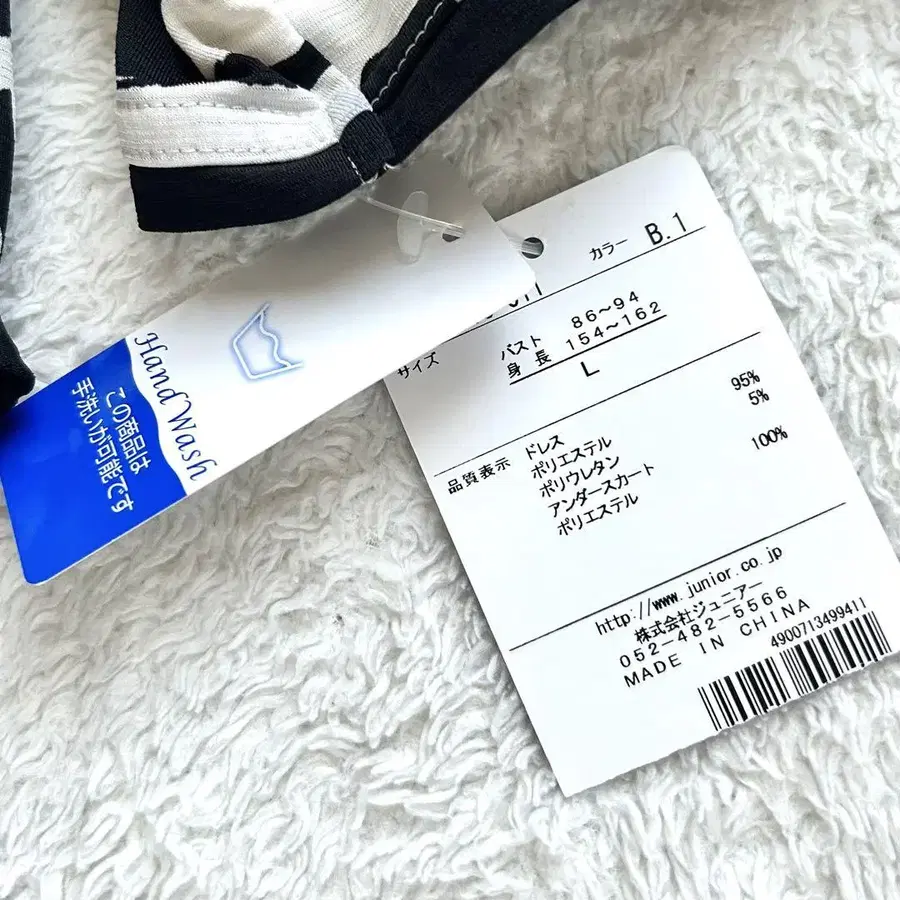 Hand Wash
この商品は
手洗いが可能です
カラー B.1
サイズ バスト 86～94
身長 154～162
L
品質表示 ドレス
ポリエステル 95%
ポリウレタン 5%
アンダースカート
ポリエステル 100%
http://www.junior.co.jp
株式会社ジュニアー
052-482-5566
MADE IN CHINA
4900713499411